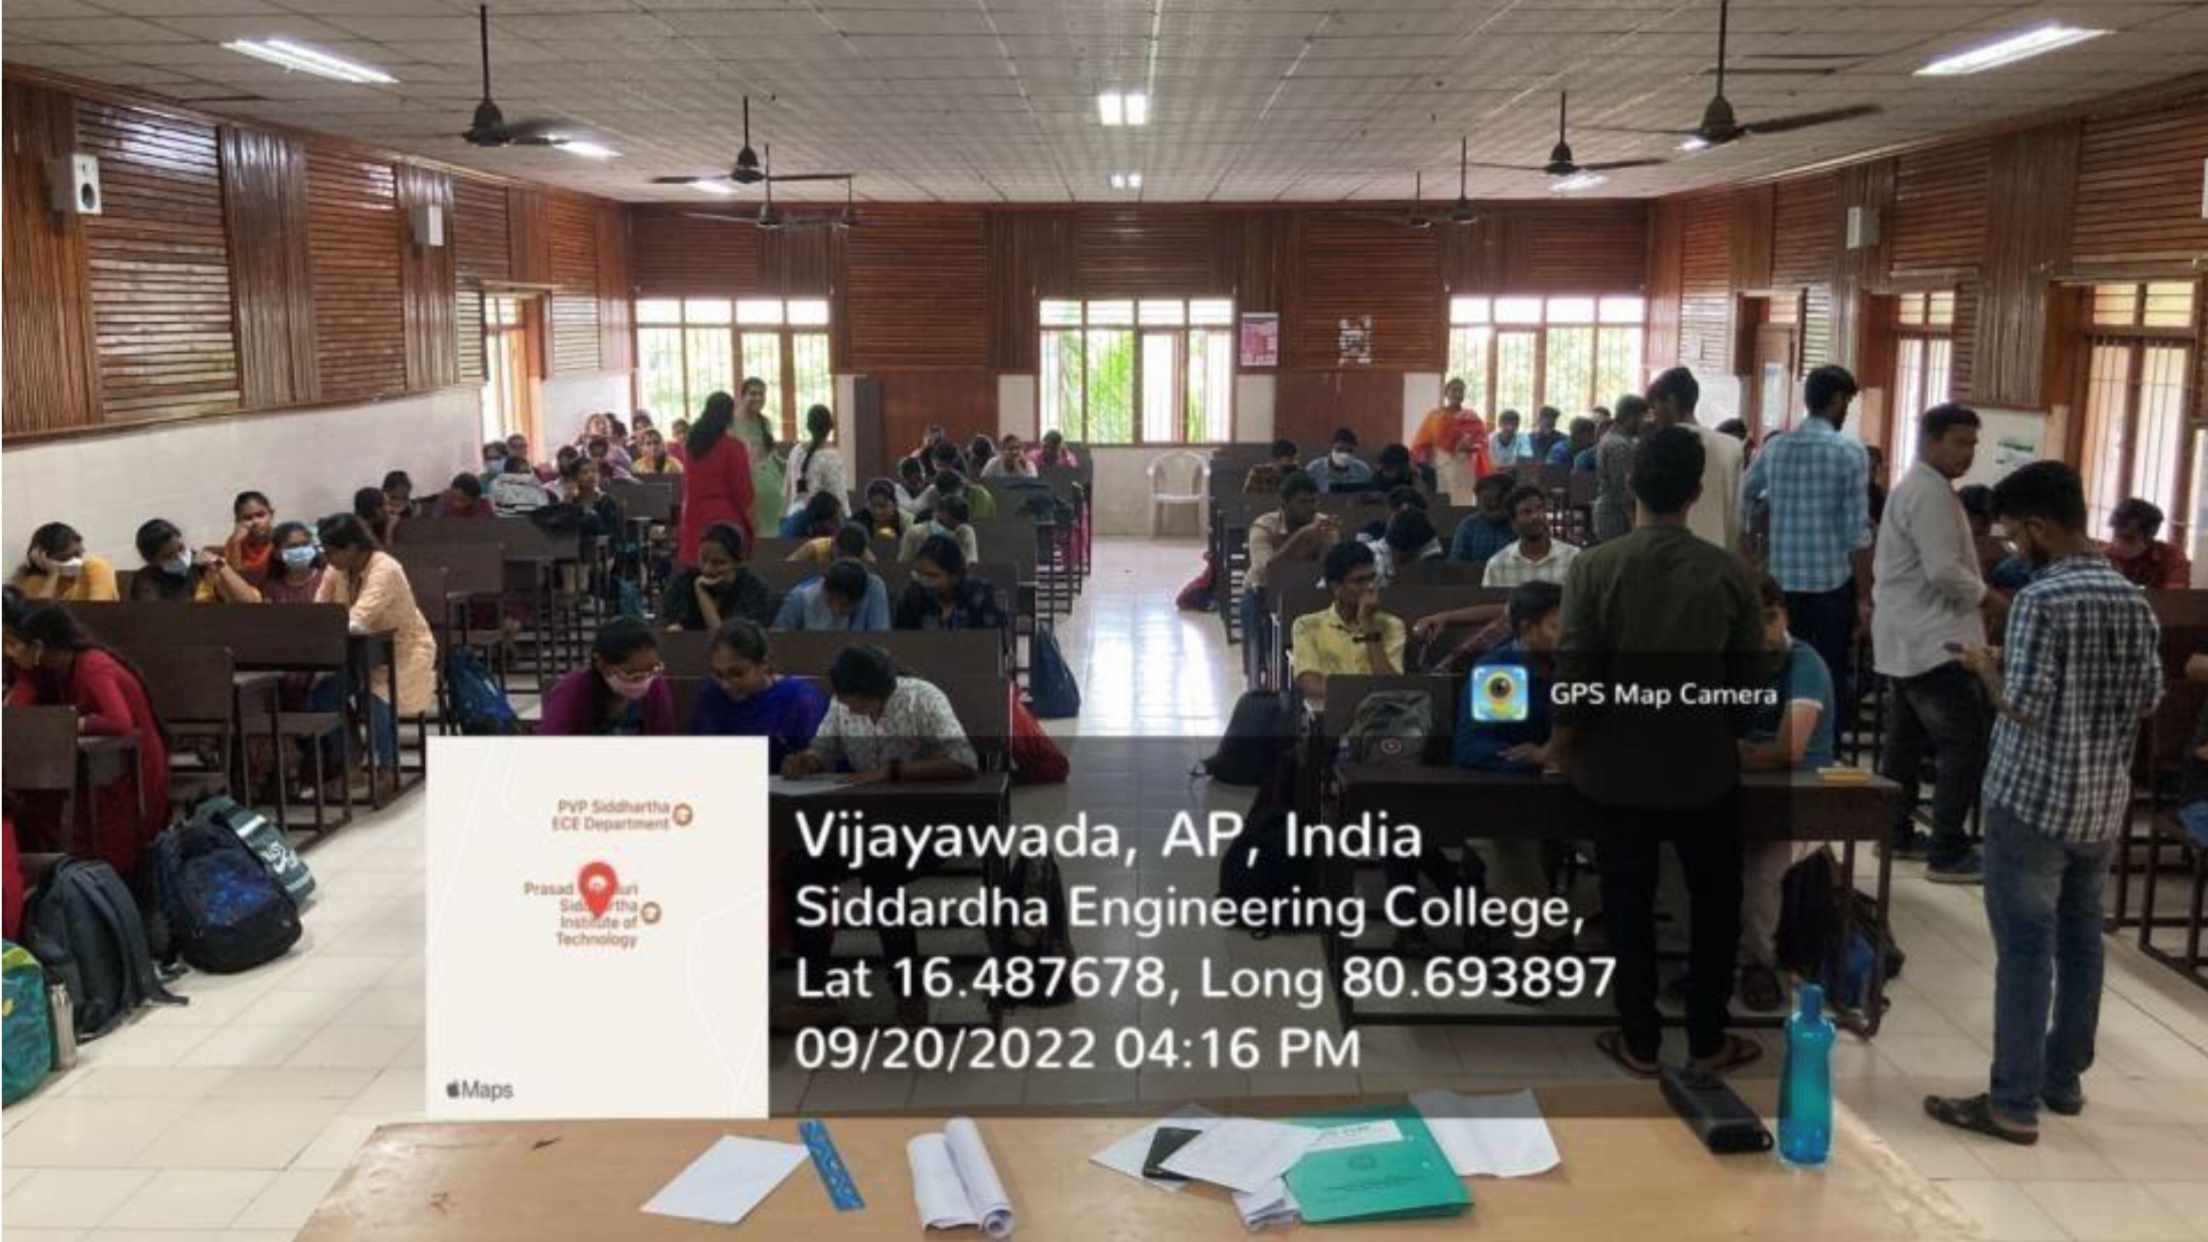 GPS Map Camera
PVP Siddhartha
ECE Department
Prasad
Institute of
Technology
Maps
Vijayawada, AP, India
Siddardha Engineering College,
Lat 16.487678, Long 80.693897
09/20/2022 04:16 PM